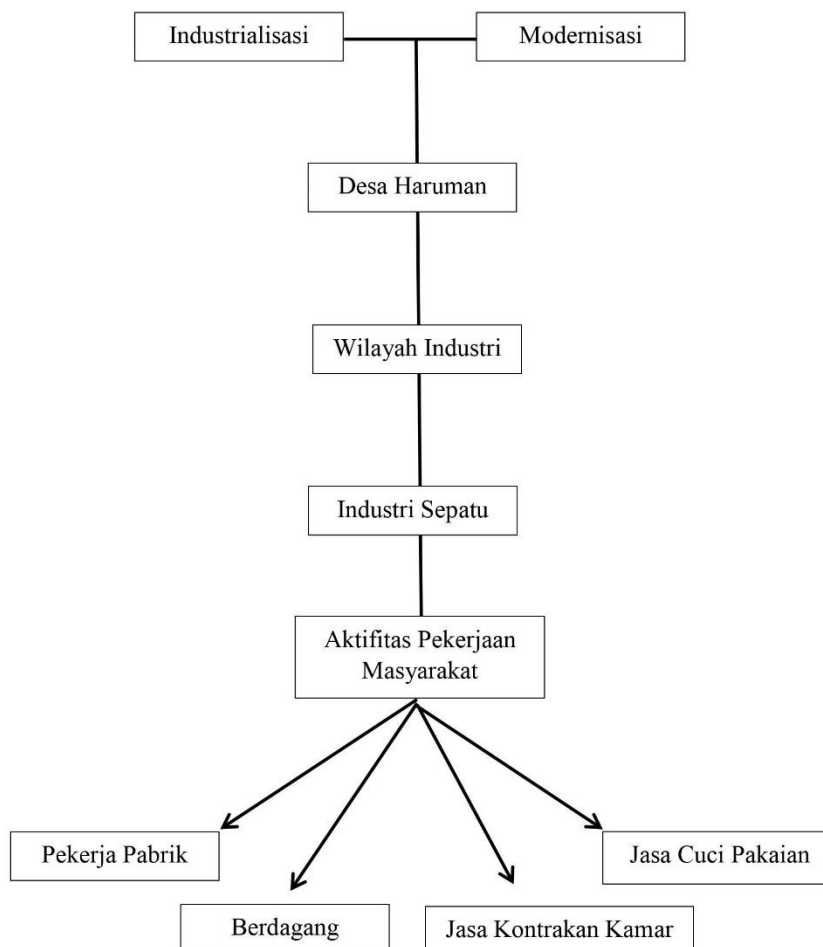 Industrialisasi
Modernisasi
Desa Haruman
Wilayah Industri
Industri Sepatu
Aktifitas Pekerjaan
Masyarakat
Pekerja Pabrik
Jasa Cuci Pakaian
Berdagang
Jasa Kontrakan Kamar